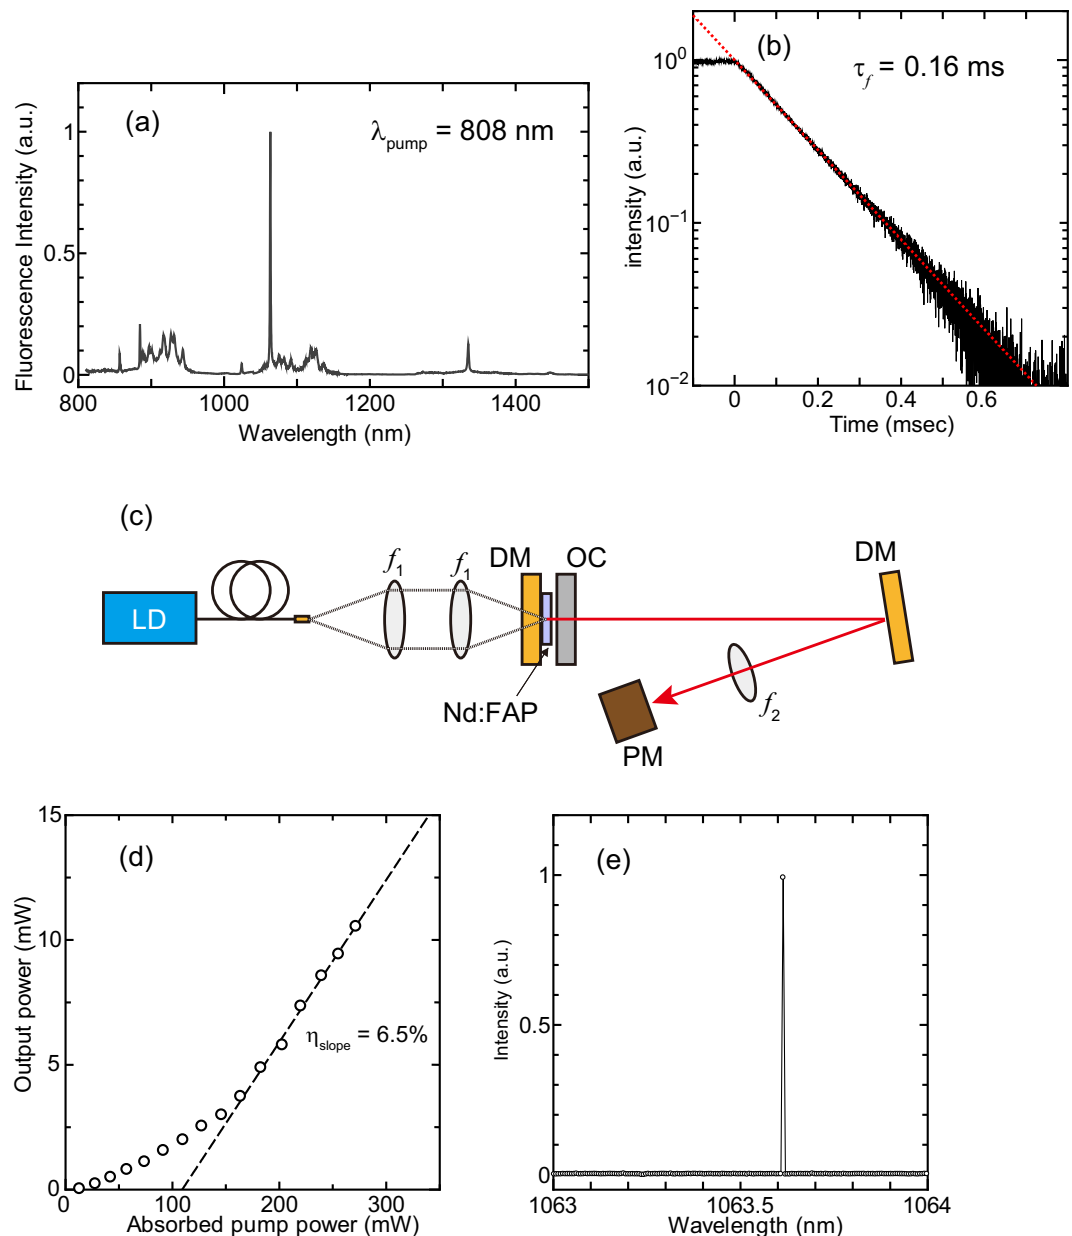 (a)
λpump = 808 nm
Fluorescence Intensity (a.u.)
1
0.5
0
800
1000
1200
1400
Wavelength (nm)
(b)
τf = 0.16 ms
intensity (a.u.)
10^0
10^-1
10^-2
0
0.2
0.4
0.6
Time (msec)
(c)
LD
f1
f1
DM
OC
DM
Nd:FAP
f2
PM
(d)
Output power (mW)
15
10
5
0
ηslope = 6.5%
0
100
200
300
Absorbed pump power (mW)
(e)
Intensity (a.u.)
1
0.5
0
1063
1063.5
1064
Wavelength (nm)